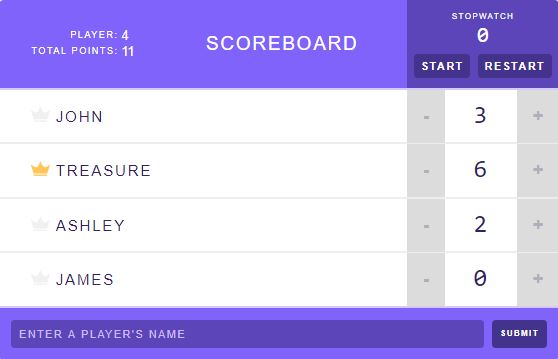 PLAYER: 4
TOTAL POINTS: 11
SCOREBOARD
STOPWATCH
0
START RESTART
JOHN - 3 +
TREASURE - 6 +
ASHLEY - 2 +
JAMES - 0 +
ENTER A PLAYER'S NAME SUBMIT